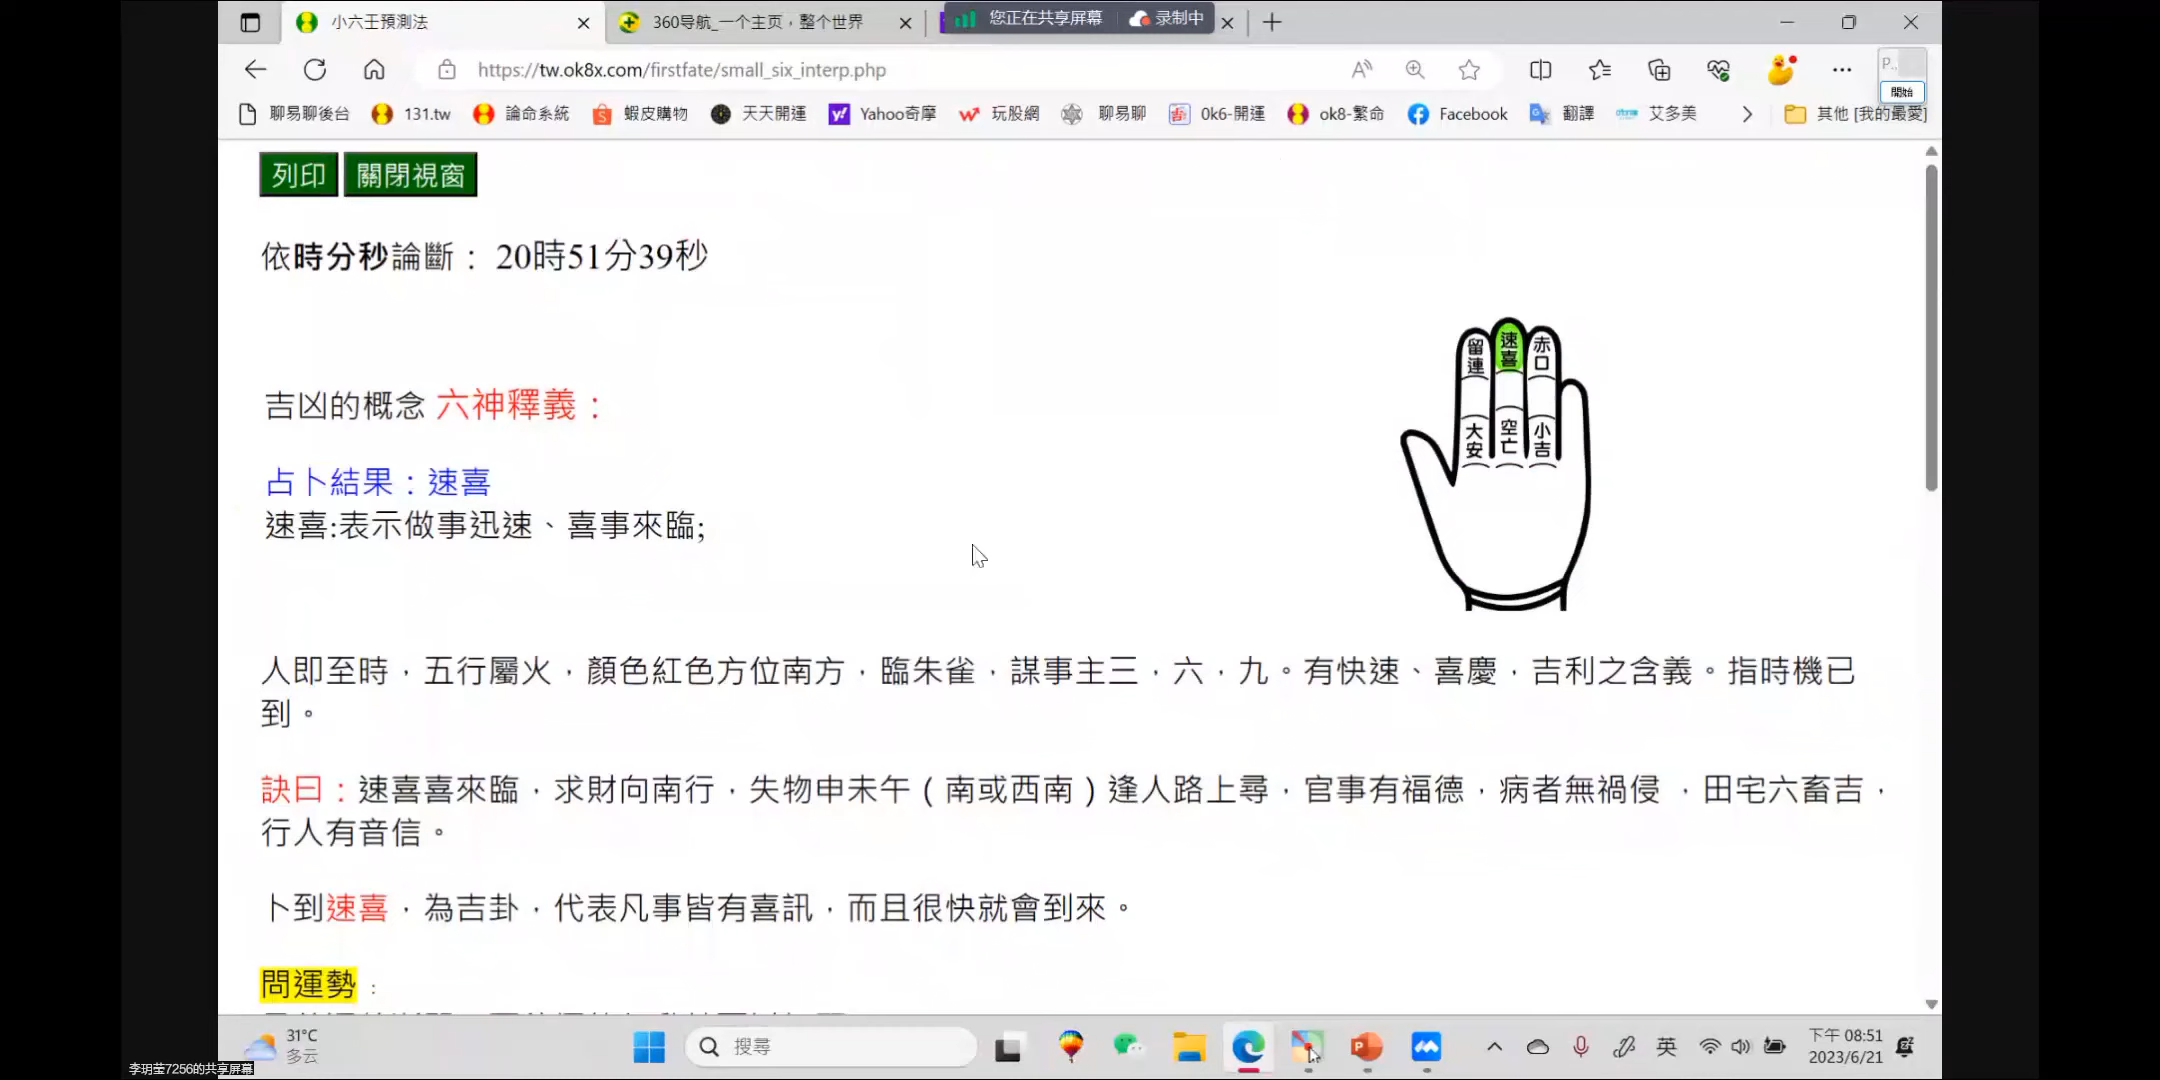 小六壬預測法
360导航_一个主页，整个世界
您正在共享屏幕
录制中
https://tw.ok8x.com/firstfate/small_six_interp.php
P..
開始
聊易聊後台
131.tw
論命系統
蝦皮購物
天天開運
Yahoo奇摩
玩股網
聊易聊
0k6-開運
ok8-繁命
Facebook
翻譯
艾多美
其他 [我的最愛]
列印
關閉視窗
依時分秒論斷： 20時51分39秒
留連
速喜
赤口
大安
空亡
小吉
吉凶的概念 六神釋義：
占卜結果：速喜
速喜:表示做事迅速、喜事來臨;
人即至時，五行屬火，顏色紅色方位南方，臨朱雀，謀事主三，六，九。有快速、喜慶，吉利之含義。指時機已
到。
訣曰：速喜喜來臨，求財向南行，失物申未午（南或西南）逢人路上尋，官事有福德，病者無禍侵 ，田宅六畜吉，
行人有音信。
卜到速喜，為吉卦，代表凡事皆有喜訊，而且很快就會到來。
問運勢：
31°C
多云
搜尋
英
下午 08:51
2023/6/21
李玥莹7256的共享屏幕